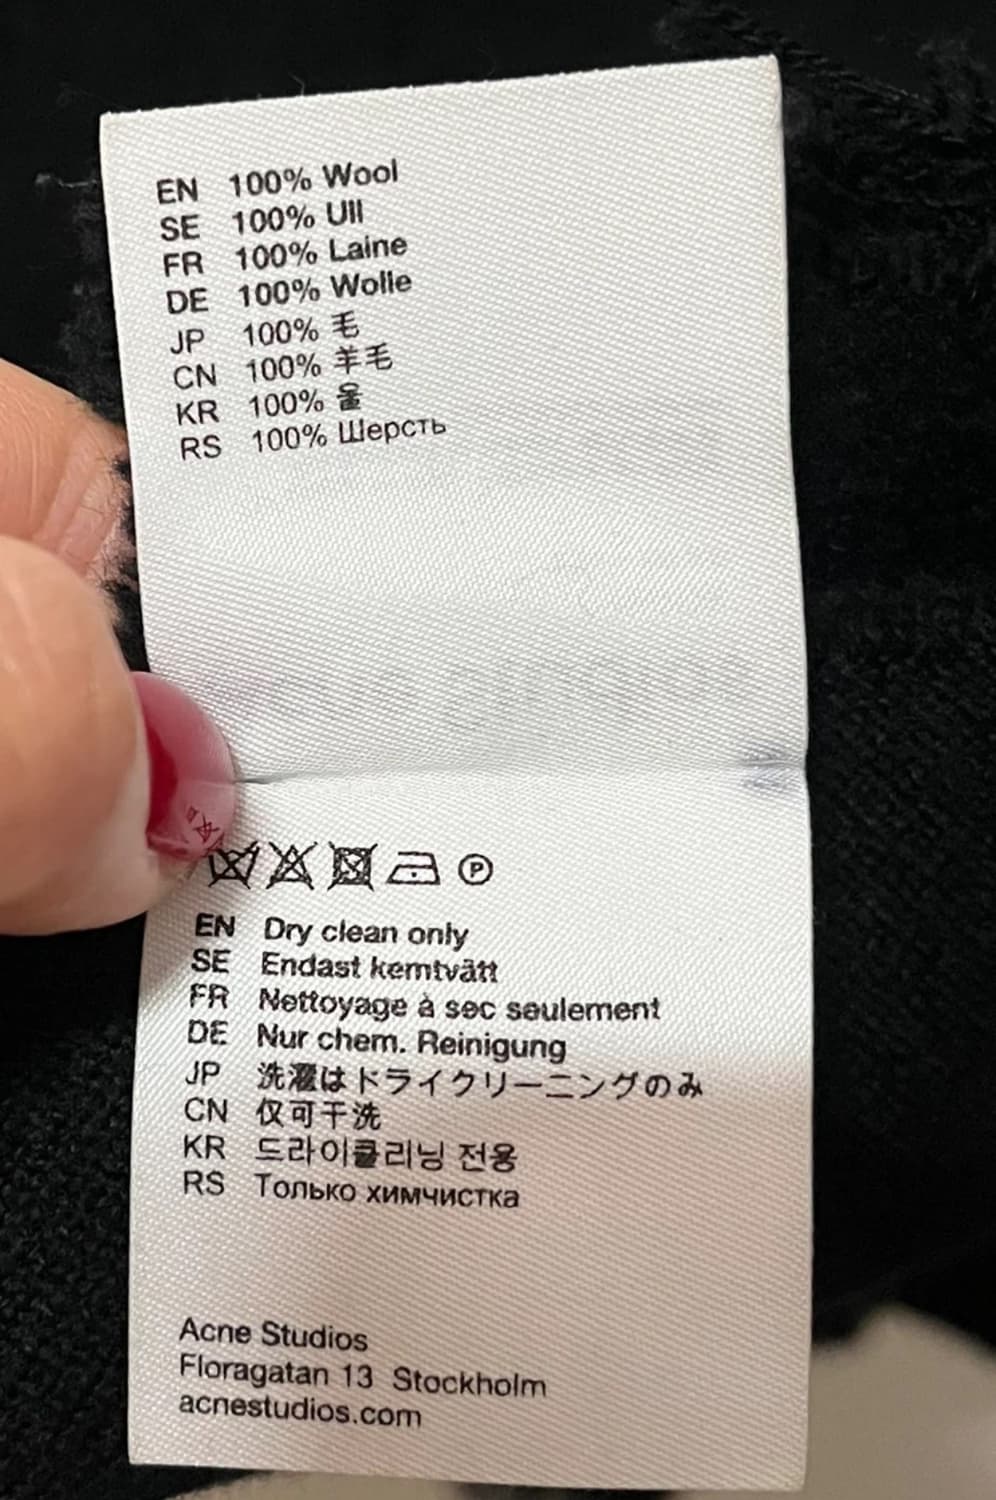 EN 100% Wool
SE 100% Ull
FR 100% Laine
DE 100% Wolle
JP 100% 毛
CN 100% 羊毛
KR 100% 울
RS 100% Шерсть
P
EN Dry clean only
SE Endast kemtvätt
FR Nettoyage à sec seulement
DE Nur chem. Reinigung
JP 洗濯はドライクリーニングのみ
CN 仅可干洗
KR 드라이클리닝 전용
RS Только химчистка
Acne Studios
Floragatan 13 Stockholm
acnestudios.com